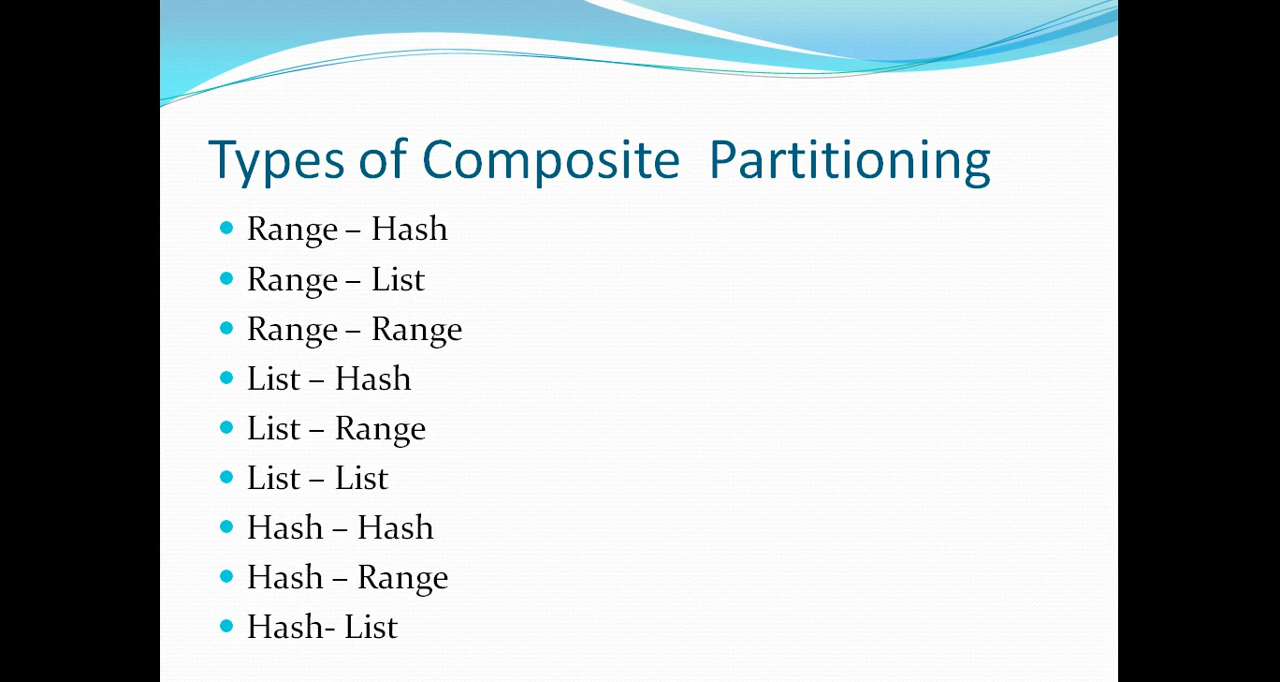 Types of Composite  Partitioning
Range – Hash
Range – List
Range – Range
List – Hash
List – Range
List – List
Hash – Hash
Hash – Range
Hash- List